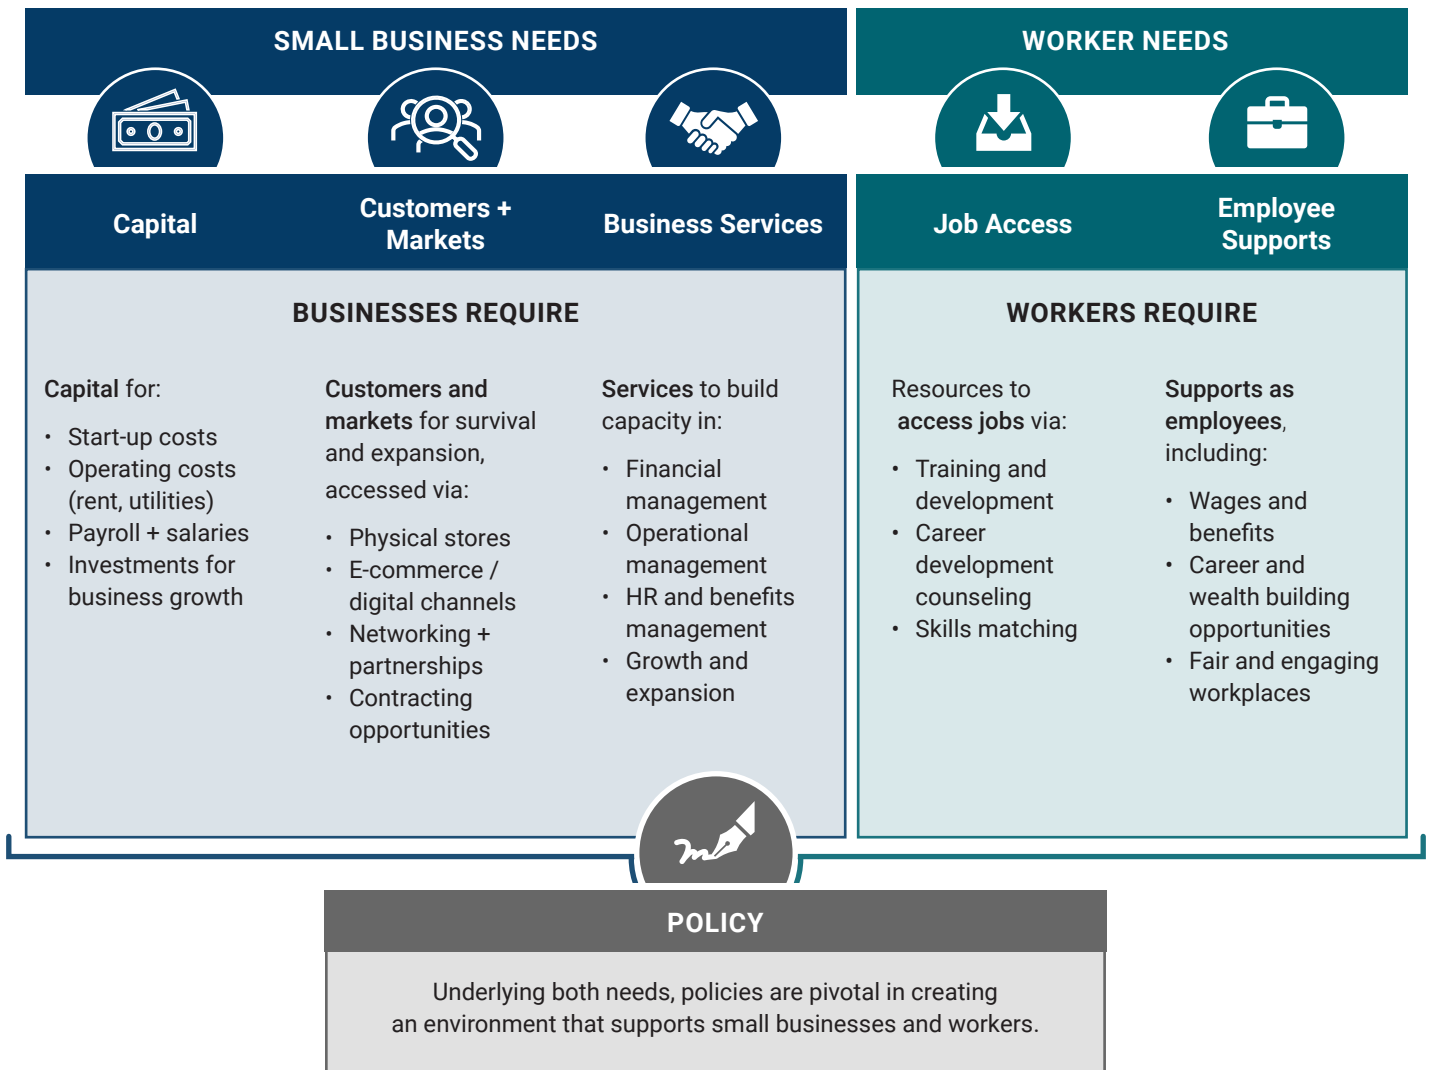 SMALL BUSINESS NEEDS
WORKER NEEDS
Capital
Customers +
Markets
Business Services
Job Access
Employee
Supports
BUSINESSES REQUIRE
Capital for:
• Start-up costs
• Operating costs
(rent, utilities)
• Payroll + salaries
• Investments for
business growth
Customers and
markets for survival
and expansion,
accessed via:
• Physical stores
• E-commerce /
digital channels
• Networking +
partnerships
• Contracting
opportunities
Services to build
capacity in:
• Financial
management
• Operational
management
• HR and benefits
management
• Growth and
expansion
WORKERS REQUIRE
Resources to
access jobs via:
• Training and
development
• Career
development
counseling
• Skills matching
Supports as
employees,
including:
• Wages and
benefits
• Career and
wealth building
opportunities
• Fair and engaging
workplaces
POLICY
Underlying both needs, policies are pivotal in creating
an environment that supports small businesses and workers.